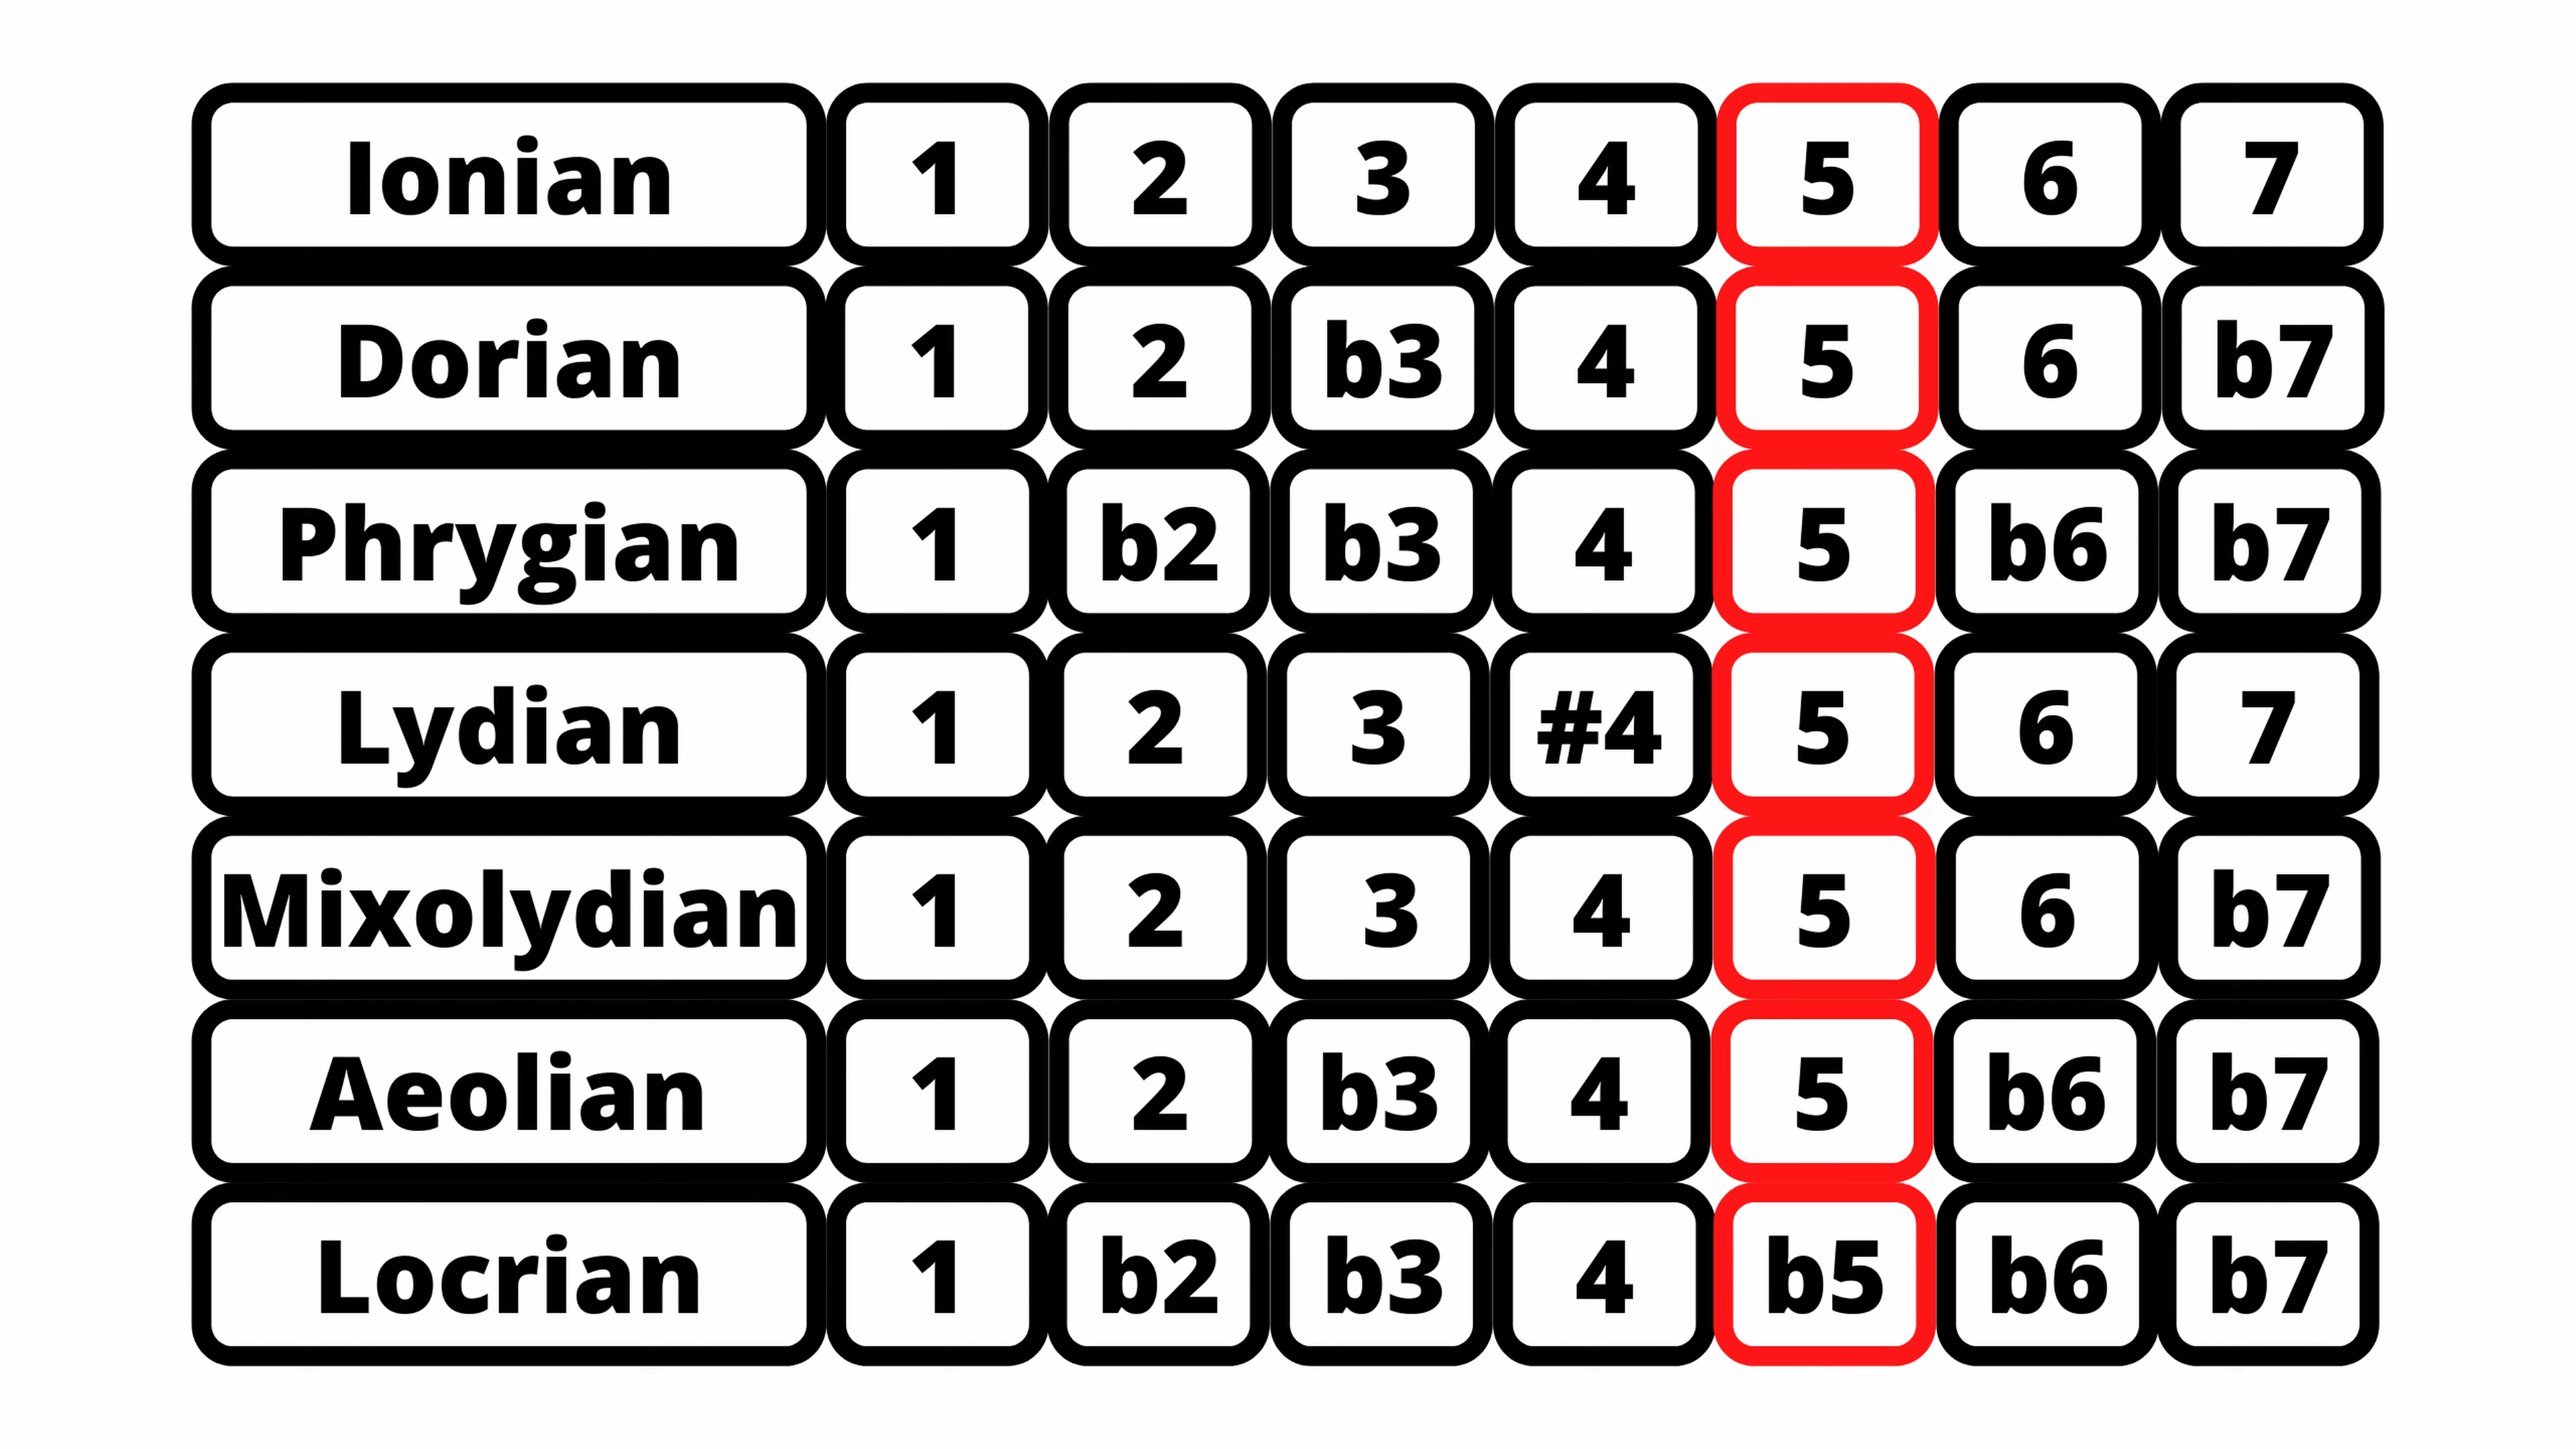 Ionian 1 2 3 4 5 6 7
Dorian 1 2 b3 4 5 6 b7
Phrygian 1 b2 b3 4 5 b6 b7
Lydian 1 2 3 #4 5 6 7
Mixolydian 1 2 3 4 5 6 b7
Aeolian 1 2 b3 4 5 b6 b7
Locrian 1 b2 b3 4 b5 b6 b7